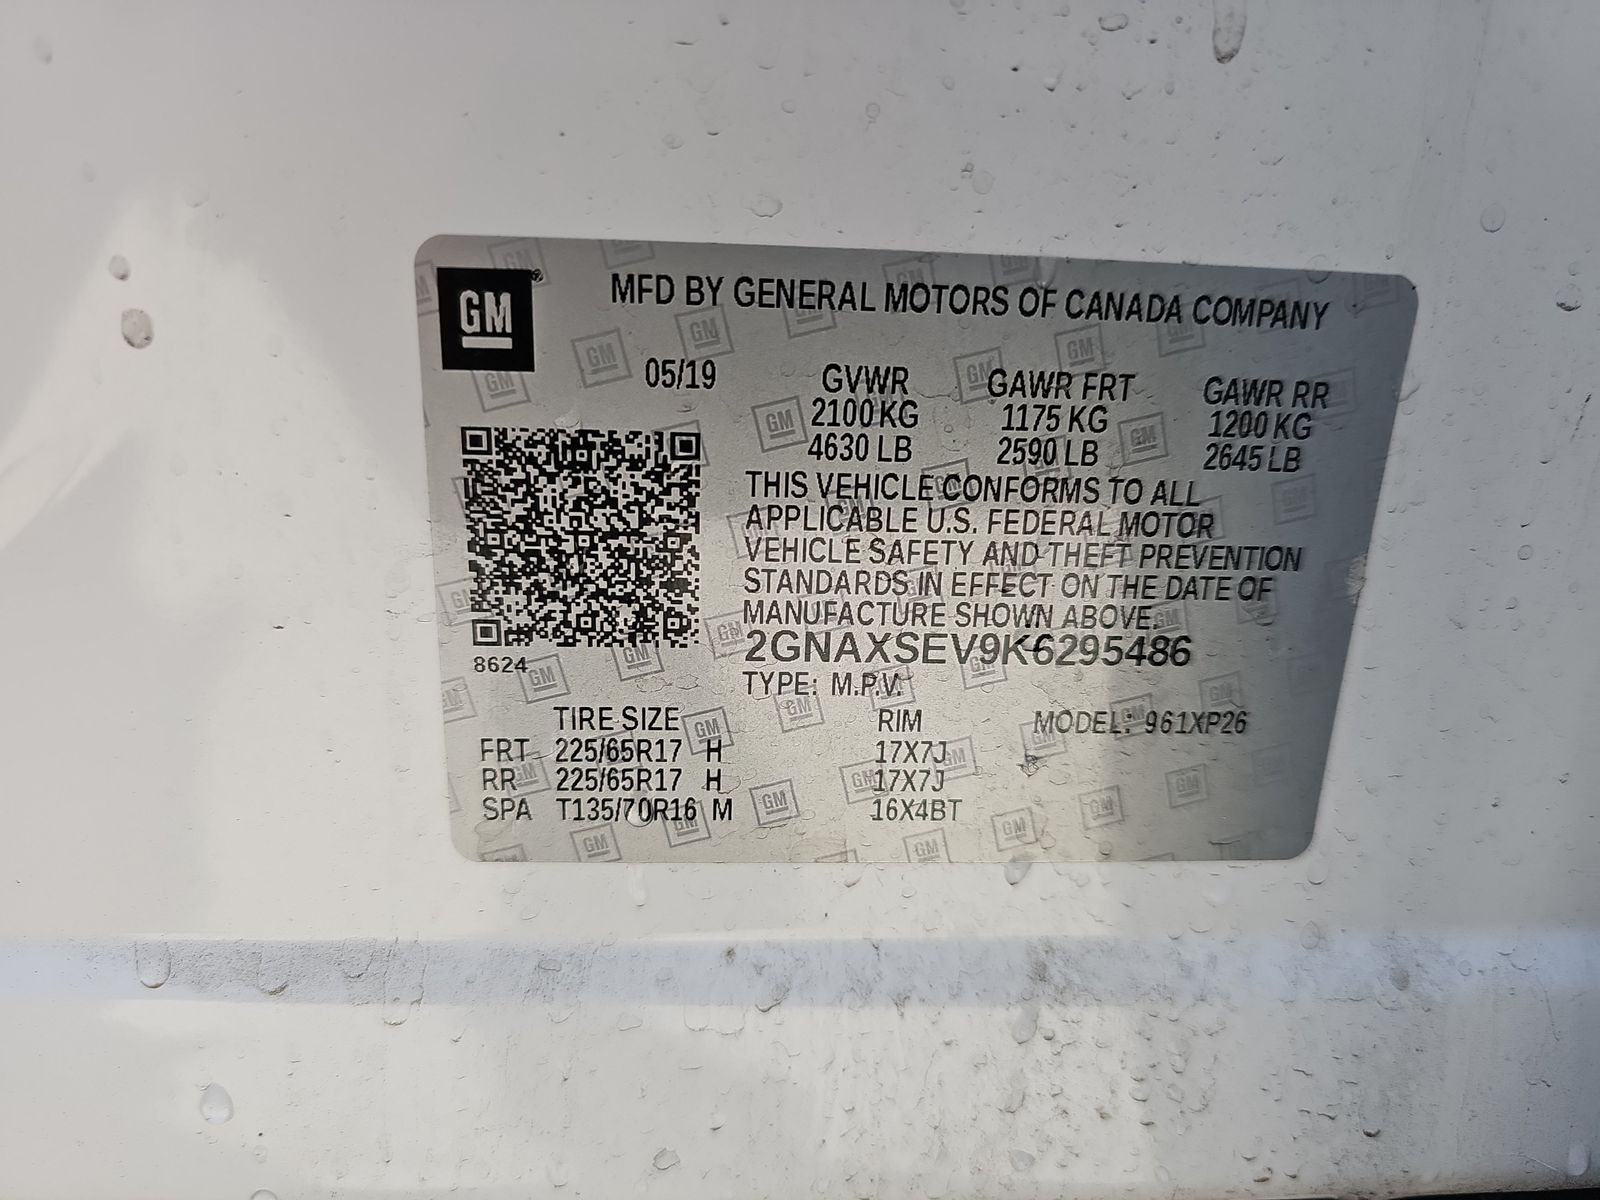 GM
MFD BY GENERAL MOTORS OF CANADA COMPANY
05/19 GVWR GAWR FRT GAWR RR
2100 KG 1175 KG 1200 KG
4630 LB 2590 LB 2645 LB
THIS VEHICLE CONFORMS TO ALL
APPLICABLE U.S. FEDERAL MOTOR
VEHICLE SAFETY AND THEFT PREVENTION
STANDARDS IN EFFECT ON THE DATE OF
MANUFACTURE SHOWN ABOVE.
2GNAXSEV9K6295486
8624
TYPE: M.P.V.
TIRE SIZE RIM MODEL: 961XP26
FRT 225/65R17 H 17X7J
RR 225/65R17 H 17X7J
SPA T135/70R16 M 16X4BT